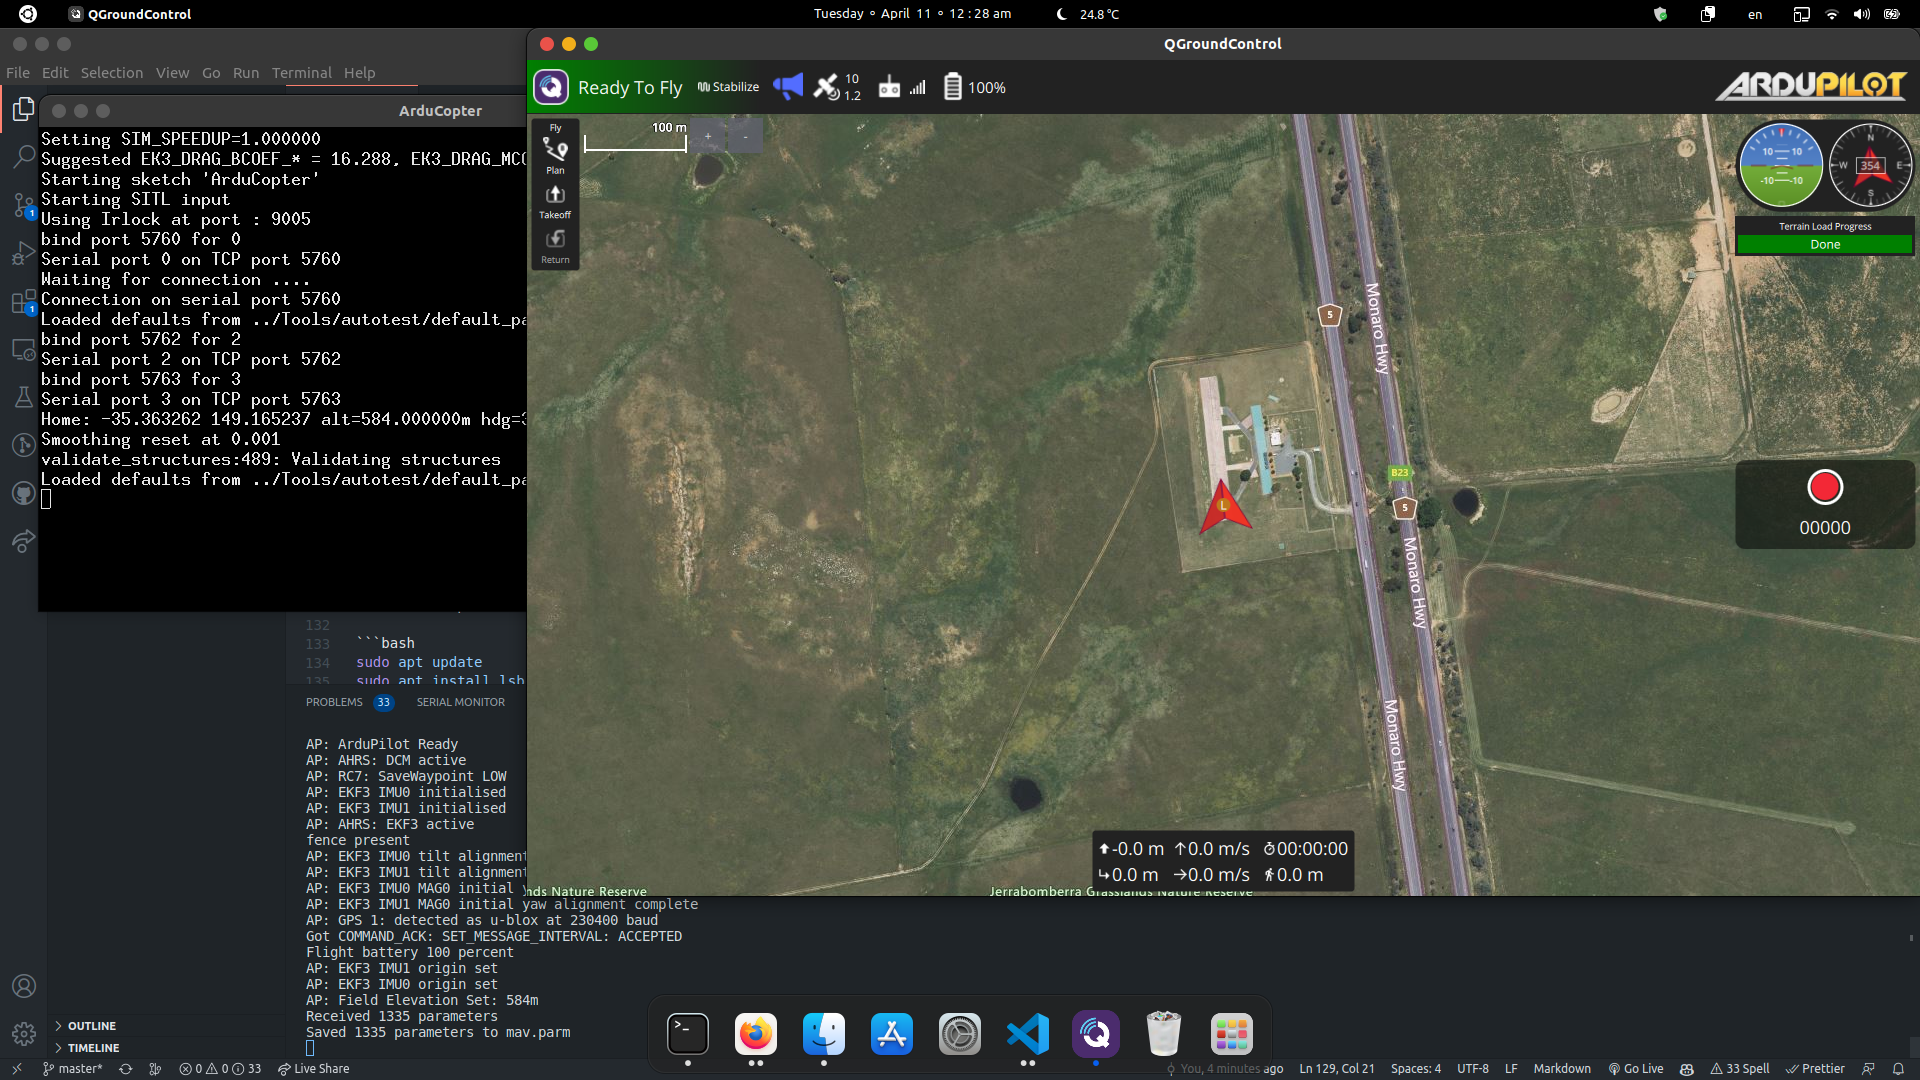 QGroundControl
Tuesday ∘ April 11 ∘ 12 : 28 am
24.8 °C
en
File Edit Selection View Go Run Terminal Help
ArduCopter
Setting SIM_SPEEDUP=1.000000
Suggested EK3_DRAG_BCOEF_* = 16.288, EK3_DRAG_MCO
Starting sketch 'ArduCopter'
Starting SITL input
Using Irlock at port : 9005
bind port 5760 for 0
Serial port 0 on TCP port 5760
Waiting for connection ....
Connection on serial port 5760
Loaded defaults from ../Tools/autotest/default_pa
bind port 5762 for 2
Serial port 2 on TCP port 5762
bind port 5763 for 3
Serial port 3 on TCP port 5763
Home: -35.363262 149.165237 alt=584.000000m hdg=3
Smoothing reset at 0.001
validate_structures:489: Validating structures
Loaded defaults from ../Tools/autotest/default_pa
1
1
QGroundControl
Ready To Fly
Stabilize
10
1.2
100%
ARDUPILOT
Fly
Plan
Takeoff
Return
100 m
+ -
10 10
-10 -10
N
W 354 E
S
Terrain Load Progress
Done
00000
Monaro Hwy
5
B23
5
Monaro Hwy
Monaro Hwy
L
-0.0 m 0.0 m/s 00:00:00
0.0 m 0.0 m/s 0.0 m
nds Nature Reserve
Jerrabomberra Grasslands Nature Reserve
132
133 ```bash
134 sudo apt update
135 sudo apt install lsb
PROBLEMS 33 SERIAL MONITOR
AP: ArduPilot Ready
AP: AHRS: DCM active
AP: RC7: SaveWaypoint LOW
AP: EKF3 IMU0 initialised
AP: EKF3 IMU1 initialised
AP: AHRS: EKF3 active
fence present
AP: EKF3 IMU0 tilt alignment
AP: EKF3 IMU1 tilt alignment
AP: EKF3 IMU0 MAG0 initial y
AP: EKF3 IMU1 MAG0 initial yaw alignment complete
AP: GPS 1: detected as u-blox at 230400 baud
Got COMMAND_ACK: SET_MESSAGE_INTERVAL: ACCEPTED
Flight battery 100 percent
AP: EKF3 IMU1 origin set
AP: EKF3 IMU0 origin set
AP: Field Elevation Set: 584m
Received 1335 parameters
Saved 1335 parameters to mav.parm
OUTLINE
TIMELINE
master* 0 0 33 Live Share
You, 4 minutes ago Ln 129, Col 21 Spaces: 4 UTF-8 LF Markdown Go Live 33 Spell Prettier